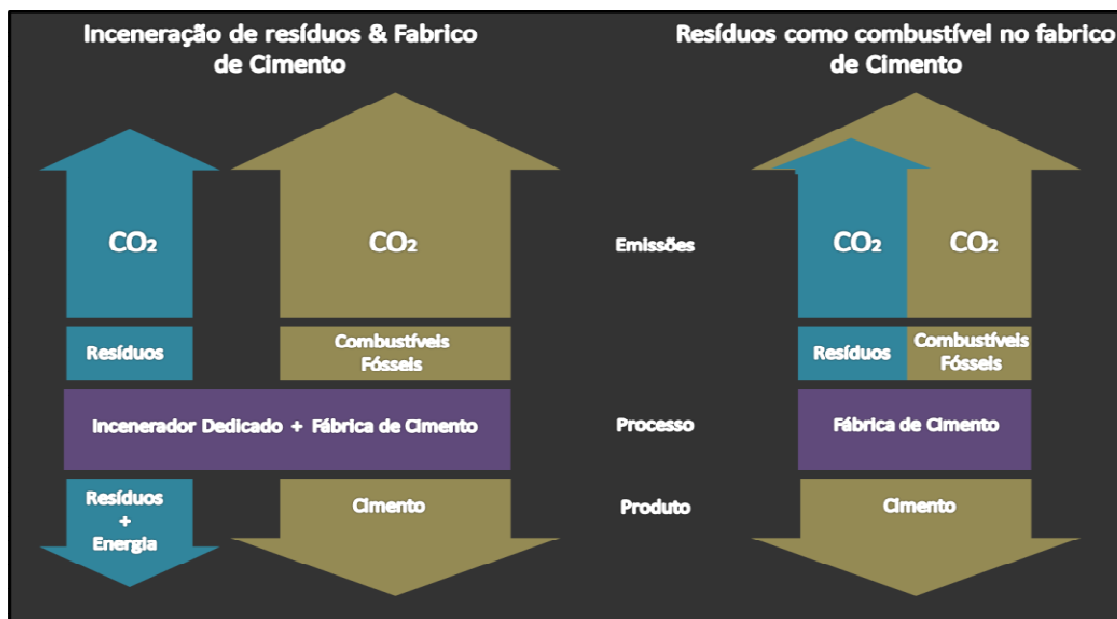 Inceneração de resíduos & Fabrico
de Cimento
Resíduos como combustível no fabrico
de Cimento
CO₂
CO₂
Emissões
CO₂
CO₂
Resíduos
Combustíveis
Fósseis
Resíduos
Combustíveis
Fósseis
Incenerador Dedicado + Fábrica de Cimento
Processo
Fábrica de Cimento
Resíduos
+
Energia
Cimento
Produto
Cimento